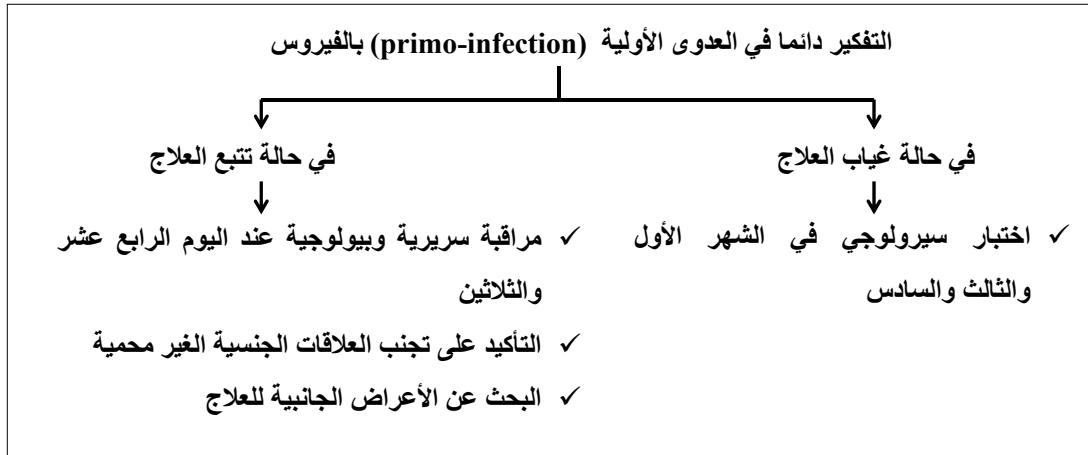 التفكير دائما في العدوى الأولية (primo-infection) بالفيروس
في حالة غياب العلاج
✓ اختبار سيرولوجي في الشهر الأول
والثالث والسادس
في حالة تتبع العلاج
✓ مراقبة سريرية وبيولوجية عند اليوم الرابع عشر
والثلاثين
✓ التأكيد على تجنب العلاقات الجنسية الغير محمية
✓ البحث عن الأعراض الجانبية للعلاج